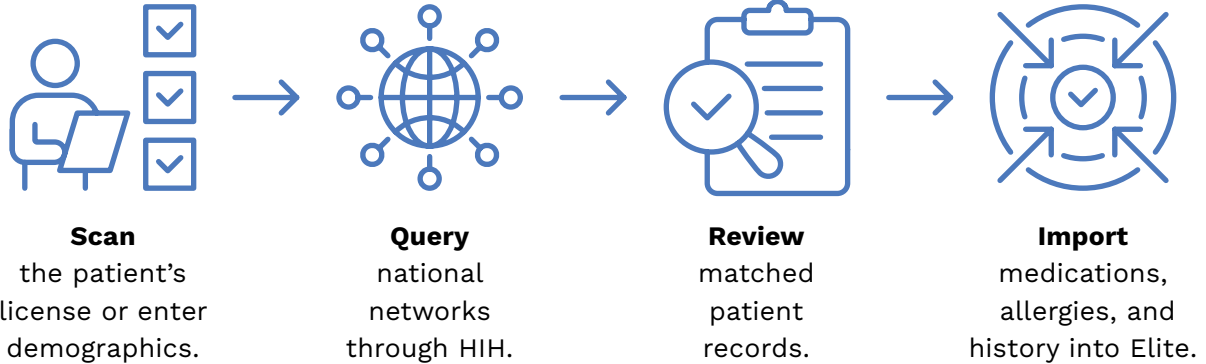 Scan
the patient’s
license or enter
demographics.
Query
national
networks
through HIH.
Review
matched
patient
records.
Import
medications,
allergies, and
history into Elite.